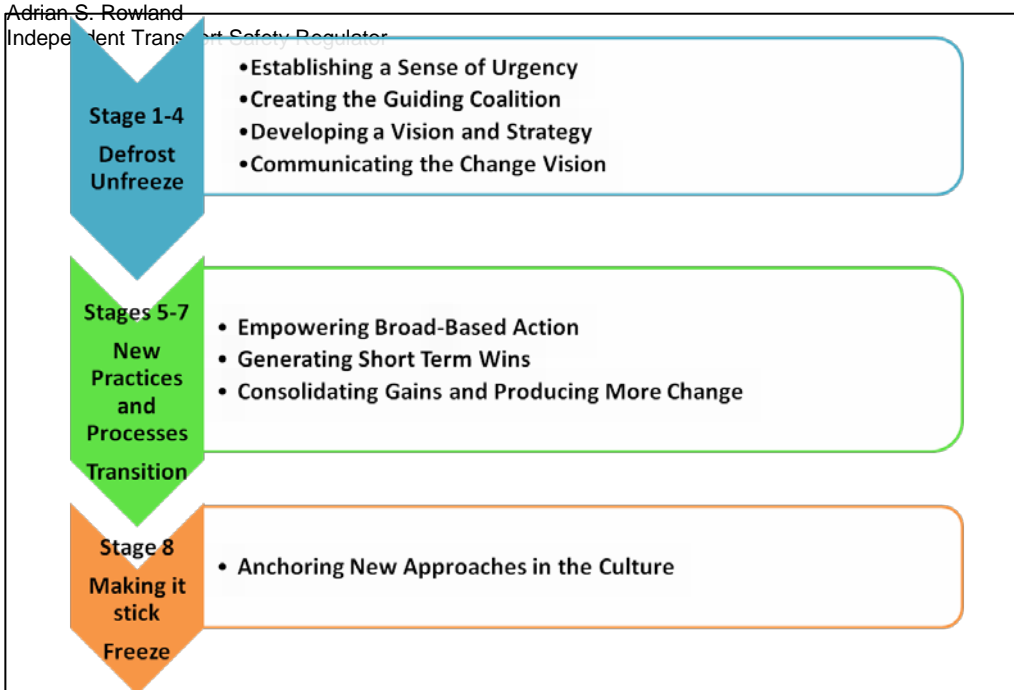 Adrian S. Rowland
Independent Transport Safety Regulator
Stage 1-4
Defrost
Unfreeze
•Establishing a Sense of Urgency
•Creating the Guiding Coalition
•Developing a Vision and Strategy
•Communicating the Change Vision
Stages 5-7
New
Practices
and
Processes
Transition
• Empowering Broad-Based Action
• Generating Short Term Wins
• Consolidating Gains and Producing More Change
Stage 8
Making it
stick
Freeze
• Anchoring New Approaches in the Culture